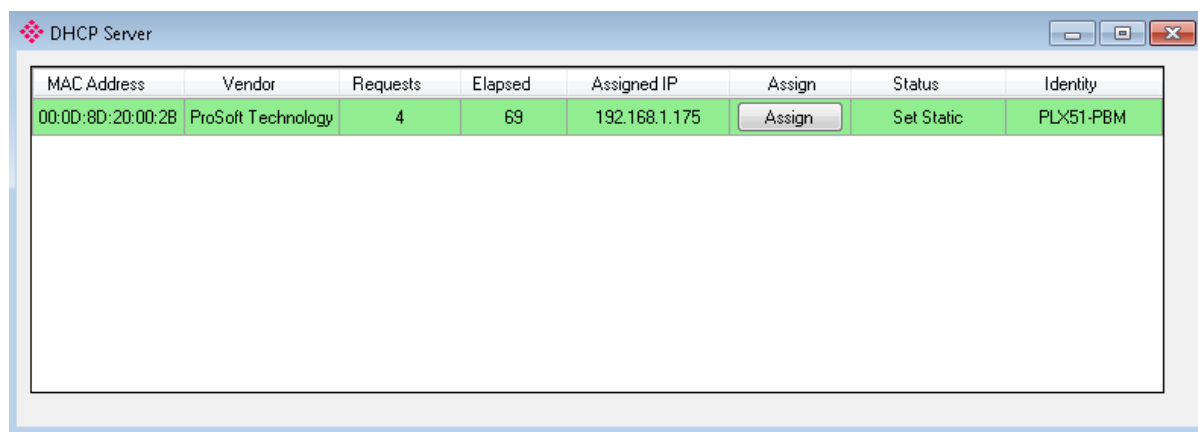 DHCP Server
MAC Address Vendor Requests Elapsed Assigned IP Assign Status Identity
00:0D:8D:20:00:2B ProSoft Technology 4 69 192.168.1.175 Assign Set Static PLX51-PBM